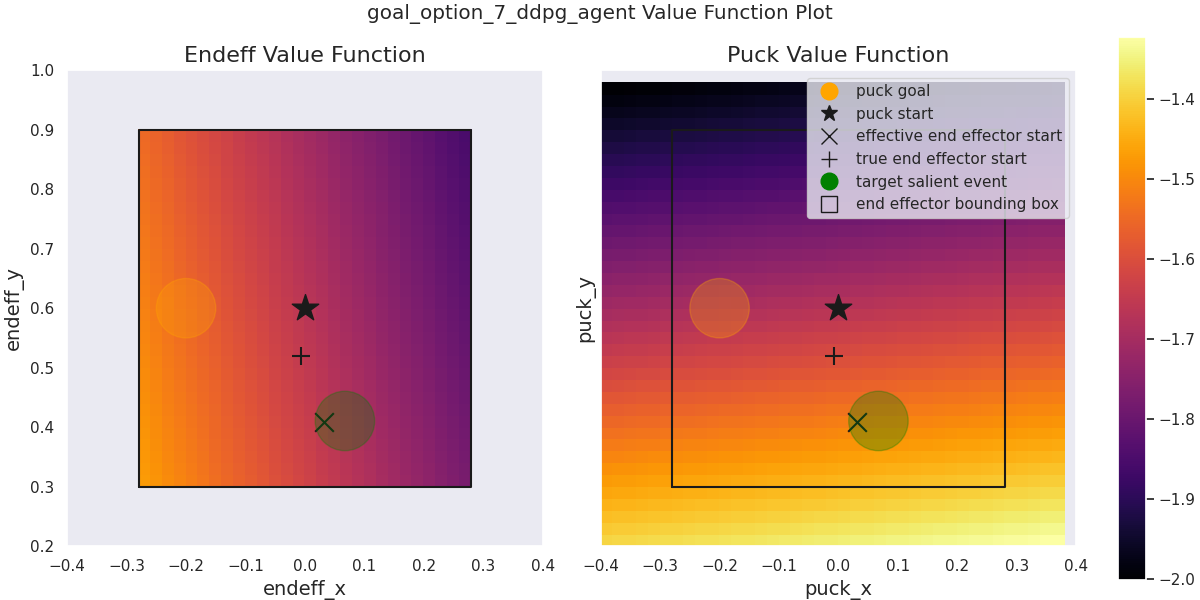 goal_option_7_ddpg_agent Value Function Plot
Endeff Value Function
1.0
0.9
0.8
0.7
0.6
0.5
0.4
0.3
0.2
endeff_y
−0.4 −0.3 −0.2 −0.1 0.0 0.1 0.2 0.3 0.4
endeff_x
Puck Value Function
puck goal
puck start
effective end effector start
true end effector start
target salient event
end effector bounding box
puck_y
−0.4 −0.3 −0.2 −0.1 0.0 0.1 0.2 0.3 0.4
puck_x
−1.4
−1.5
−1.6
−1.7
−1.8
−1.9
−2.0